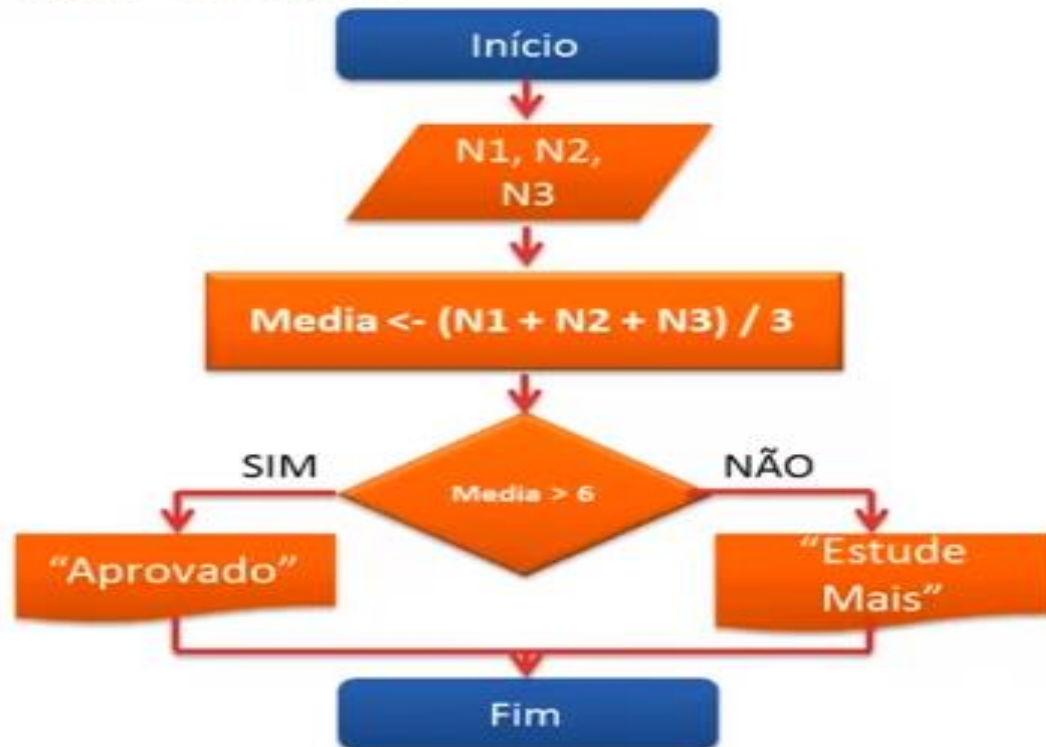 Início
N1, N2,
N3
Media <- (N1 + N2 + N3) / 3
SIM
NÃO
Media > 6
“Aprovado”
“Estude
Mais”
Fim